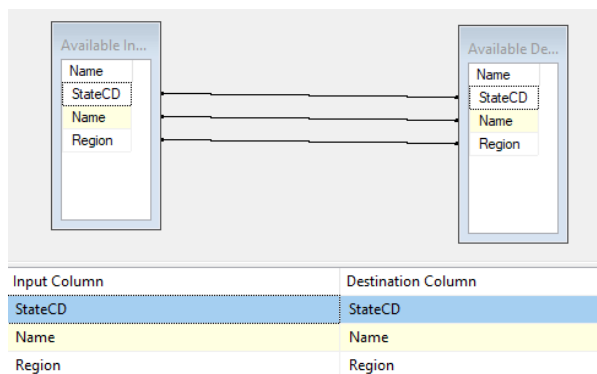 Available In...
Name
StateCD
Name
Region
Available De...
Name
StateCD
Name
Region
Input Column Destination Column
StateCD StateCD
Name Name
Region Region